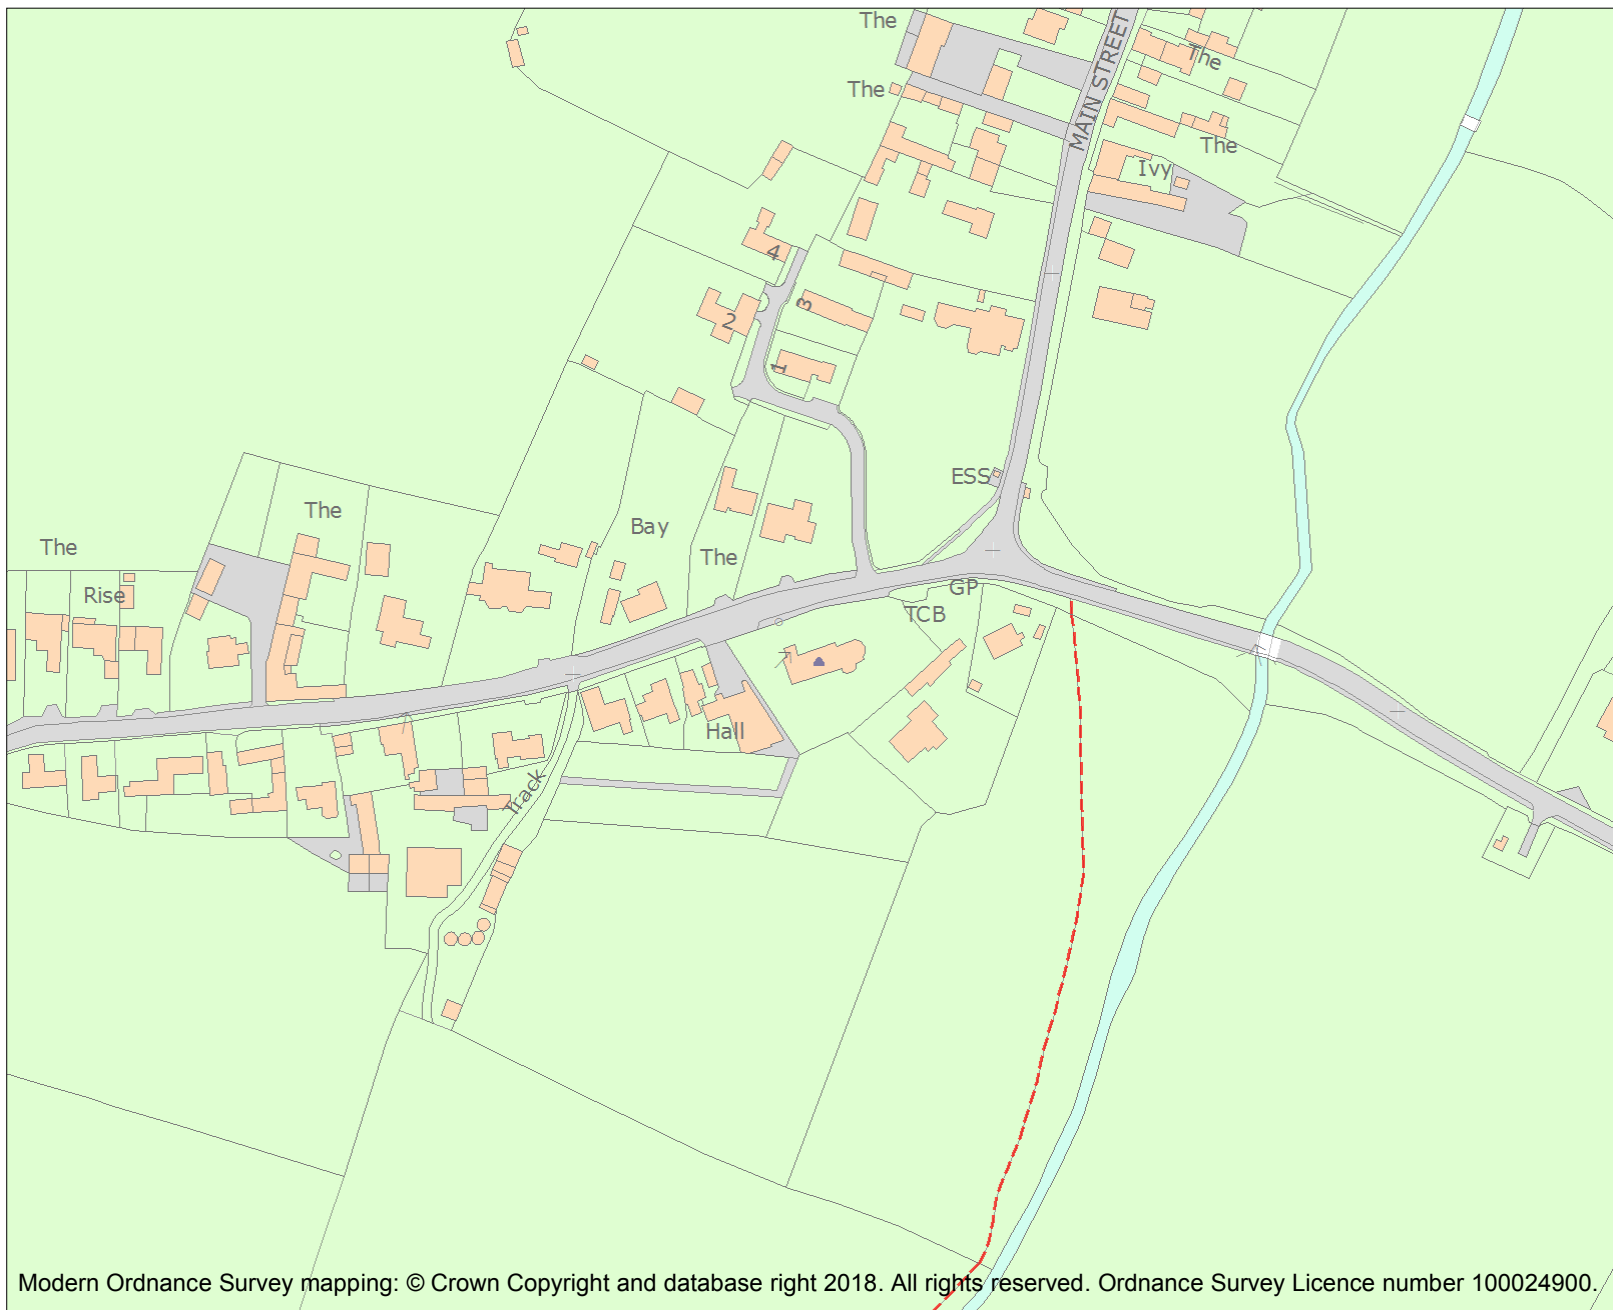 The
MAIN STREET
The
The
The
Ivy
4
3
2
1
ESS
The
Bay
The
The
Rise
GP
TCB
Hall
Track
Modern Ordnance Survey mapping: © Crown Copyright and database right 2018. All rights reserved. Ordnance Survey Licence number 100024900.